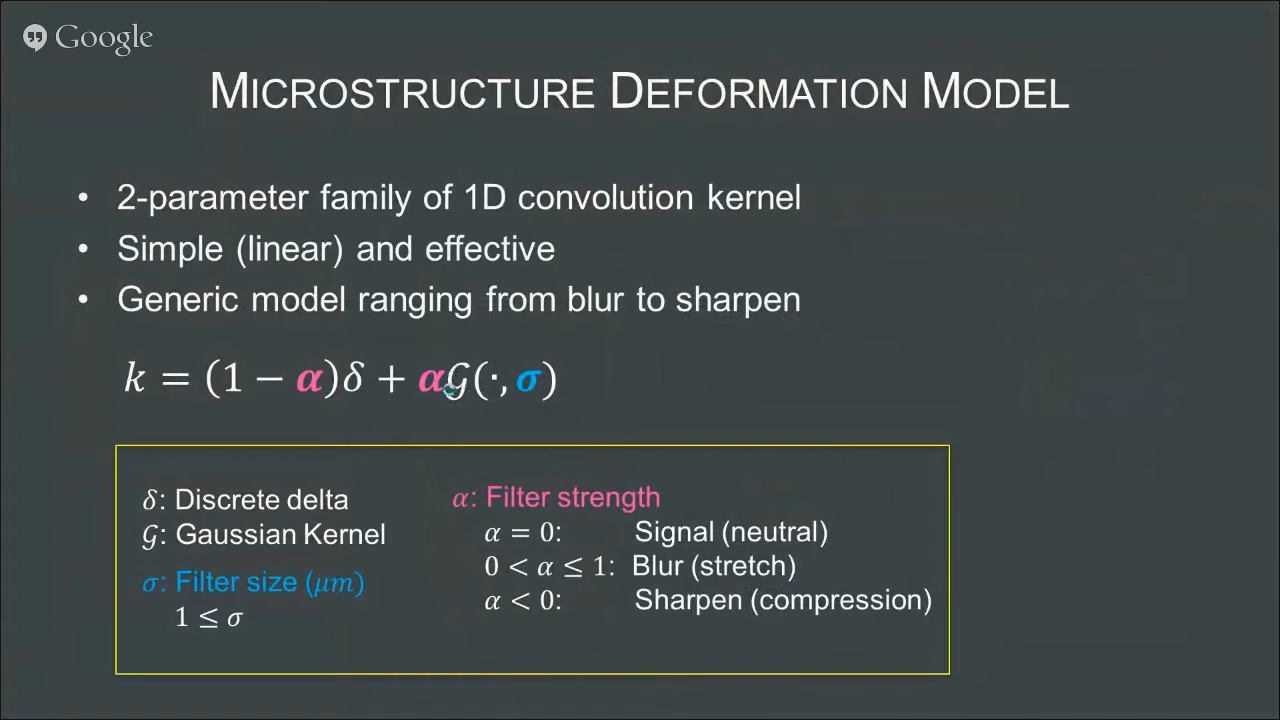 Google
MICROSTRUCTURE DEFORMATION MODEL
• 2-parameter family of 1D convolution kernel
• Simple (linear) and effective
• Generic model ranging from blur to sharpen
𝑘 = (1 − 𝜶)𝛿 + 𝜶𝒢(·, 𝝈)
𝛿: Discrete delta
𝒢: Gaussian Kernel
𝜎: Filter size (𝜇𝑚)
1 ≤ 𝜎
𝛼: Filter strength
𝛼 = 0: Signal (neutral)
0 < 𝛼 ≤ 1: Blur (stretch)
𝛼 < 0: Sharpen (compression)